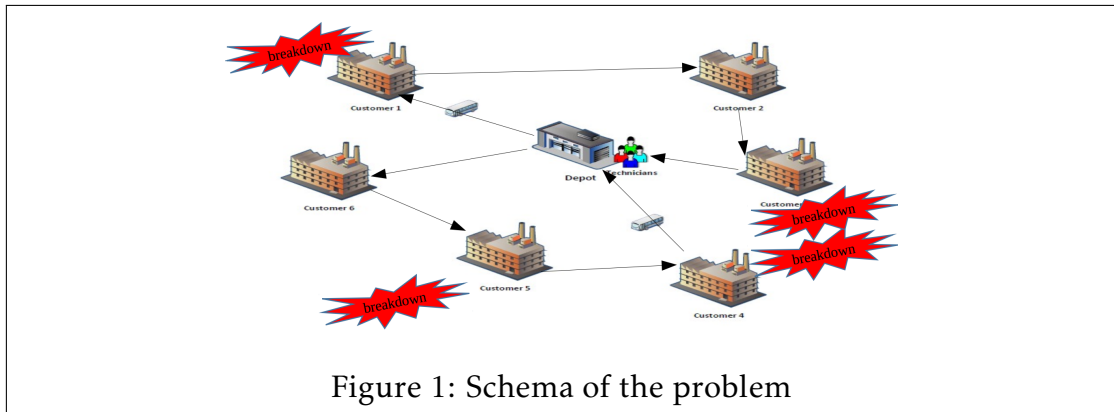 breakdown
Customer 1
Customer 2
Depot
Technicians
Customer
breakdown
Customer 6
breakdown
Customer 5
breakdown
Customer 4
Figure 1: Schema of the problem